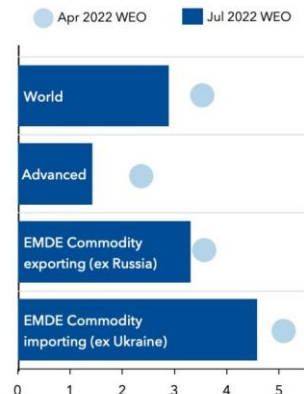 Apr 2022 WEO Jul 2022 WEO
World
Advanced
EMDE Commodity
exporting (ex Russia)
EMDE Commodity
importing (ex Ukraine)
0 1 2 3 4 5